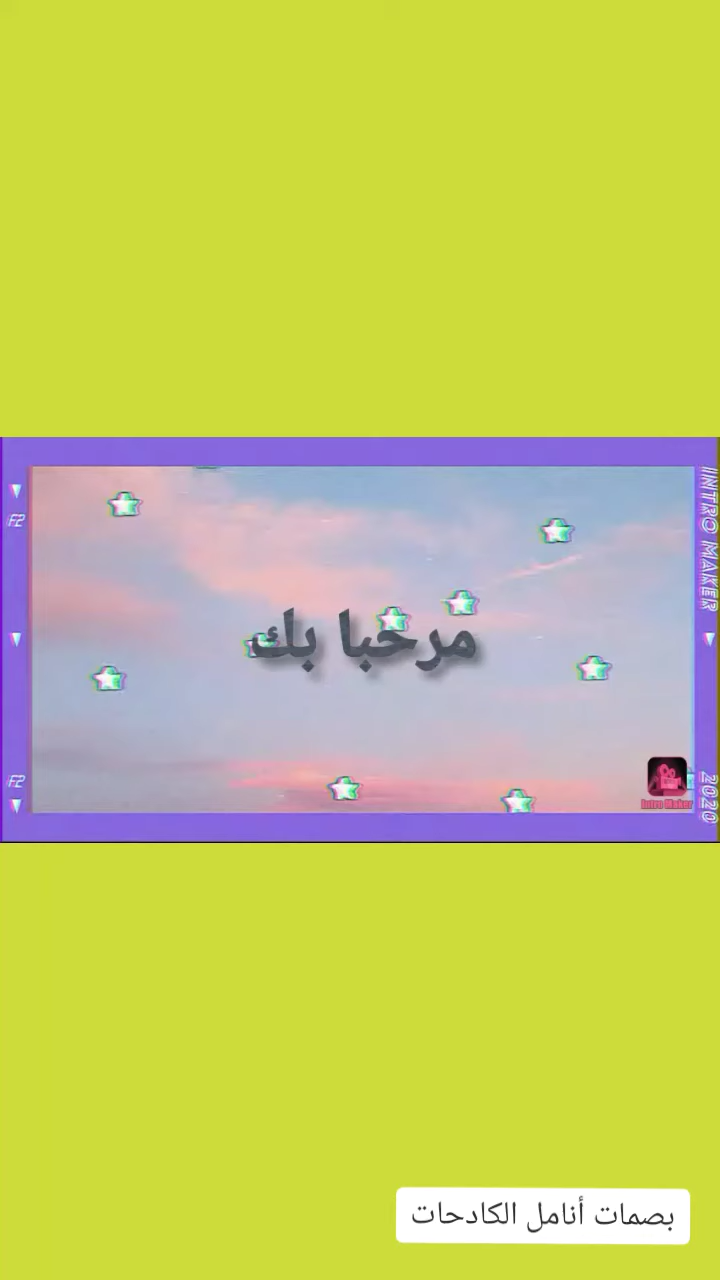 مرحبا بك
F2
F2
INTRO MAKER
2020
Intro Maker
بصمات أنامل الكادحات